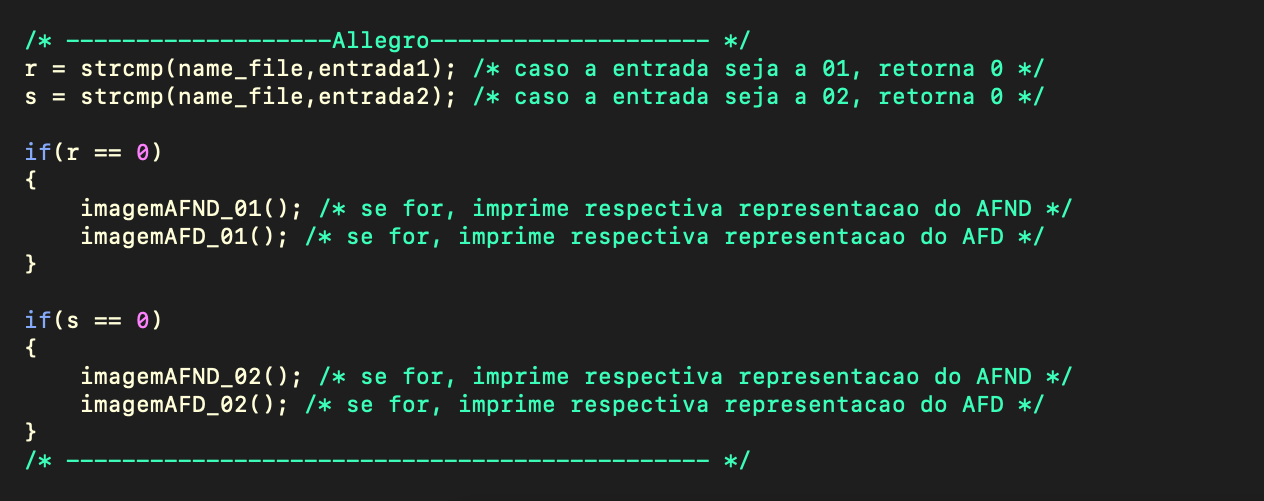 /* -------------------Allegro-------------------- */
r = strcmp(name_file,entrada1); /* caso a entrada seja a 01, retorna 0 */
s = strcmp(name_file,entrada2); /* caso a entrada seja a 02, retorna 0 */
if(r == 0)
{
    imagemAFND_01(); /* se for, imprime respectiva representacao do AFND */
    imagemAFD_01(); /* se for, imprime respectiva representacao do AFD */
}
if(s == 0)
{
    imagemAFND_02(); /* se for, imprime respectiva representacao do AFND */
    imagemAFD_02(); /* se for, imprime respectiva representacao do AFD */
}
/* ---------------------------------------------- */